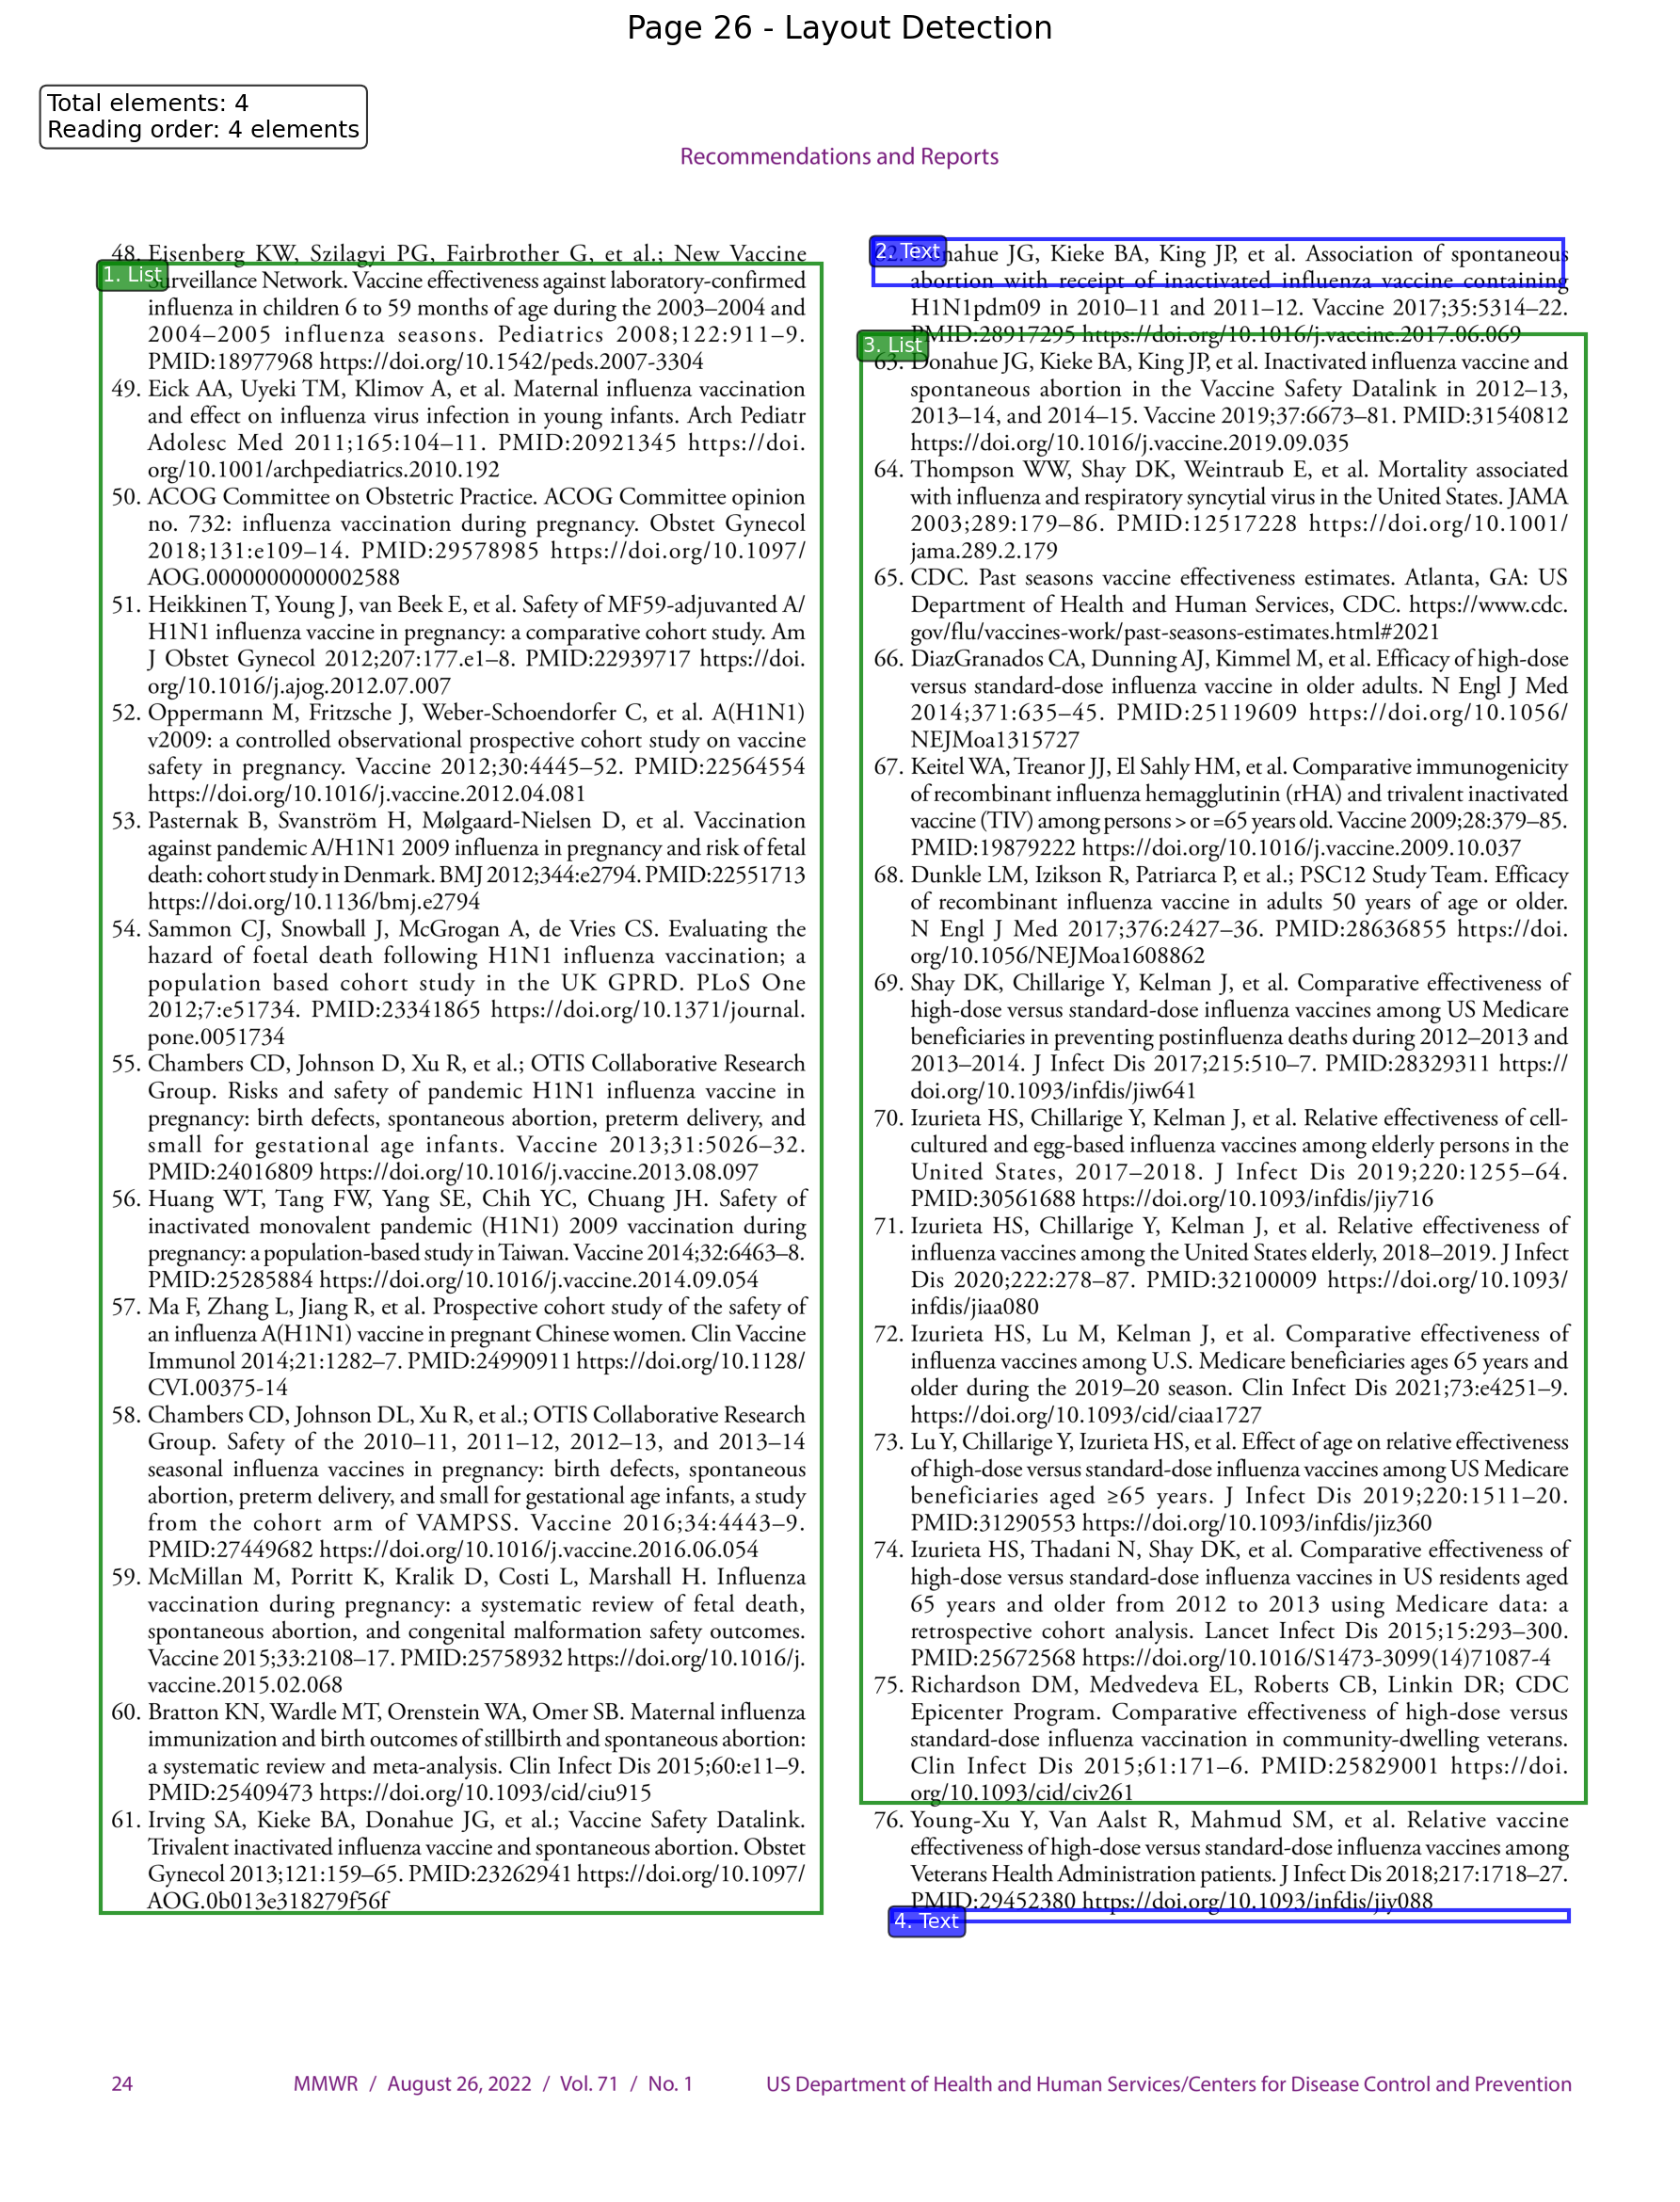 Page 26 - Layout Detection
Total elements: 4
Reading order: 4 elements
Recommendations and Reports
48. Eisenberg KW, Szilagyi PG, Fairbrother G, et al.; New Vaccine
1. List
Surveillance Network. Vaccine effectiveness against laboratory-confirmed
influenza in children 6 to 59 months of age during the 2003–2004 and
2004–2005 influenza seasons. Pediatrics 2008;122:911–9.
PMID:18977968 https://doi.org/10.1542/peds.2007-3304
49. Eick AA, Uyeki TM, Klimov A, et al. Maternal influenza vaccination
and effect on influenza virus infection in young infants. Arch Pediatr
Adolesc Med 2011;165:104–11. PMID:20921345 https://doi.
org/10.1001/archpediatrics.2010.192
50. ACOG Committee on Obstetric Practice. ACOG Committee opinion
no. 732: influenza vaccination during pregnancy. Obstet Gynecol
2018;131:e109–14. PMID:29578985 https://doi.org/10.1097/
AOG.0000000000002588
51. Heikkinen T, Young J, van Beek E, et al. Safety of MF59-adjuvanted A/
H1N1 influenza vaccine in pregnancy: a comparative cohort study. Am
J Obstet Gynecol 2012;207:177.e1–8. PMID:22939717 https://doi.
org/10.1016/j.ajog.2012.07.007
52. Oppermann M, Fritzsche J, Weber-Schoendorfer C, et al. A(H1N1)
v2009: a controlled observational prospective cohort study on vaccine
safety in pregnancy. Vaccine 2012;30:4445–52. PMID:22564554
https://doi.org/10.1016/j.vaccine.2012.04.081
53. Pasternak B, Svanström H, Mølgaard-Nielsen D, et al. Vaccination
against pandemic A/H1N1 2009 influenza in pregnancy and risk of fetal
death: cohort study in Denmark. BMJ 2012;344:e2794. PMID:22551713
https://doi.org/10.1136/bmj.e2794
54. Sammon CJ, Snowball J, McGrogan A, de Vries CS. Evaluating the
hazard of foetal death following H1N1 influenza vaccination; a
population based cohort study in the UK GPRD. PLoS One
2012;7:e51734. PMID:23341865 https://doi.org/10.1371/journal.
pone.0051734
55. Chambers CD, Johnson D, Xu R, et al.; OTIS Collaborative Research
Group. Risks and safety of pandemic H1N1 influenza vaccine in
pregnancy: birth defects, spontaneous abortion, preterm delivery, and
small for gestational age infants. Vaccine 2013;31:5026–32.
PMID:24016809 https://doi.org/10.1016/j.vaccine.2013.08.097
56. Huang WT, Tang FW, Yang SE, Chih YC, Chuang JH. Safety of
inactivated monovalent pandemic (H1N1) 2009 vaccination during
pregnancy: a population-based study in Taiwan. Vaccine 2014;32:6463–8.
PMID:25285884 https://doi.org/10.1016/j.vaccine.2014.09.054
57. Ma F, Zhang L, Jiang R, et al. Prospective cohort study of the safety of
an influenza A(H1N1) vaccine in pregnant Chinese women. Clin Vaccine
Immunol 2014;21:1282–7. PMID:24990911 https://doi.org/10.1128/
CVI.00375-14
58. Chambers CD, Johnson DL, Xu R, et al.; OTIS Collaborative Research
Group. Safety of the 2010–11, 2011–12, 2012–13, and 2013–14
seasonal influenza vaccines in pregnancy: birth defects, spontaneous
abortion, preterm delivery, and small for gestational age infants, a study
from the cohort arm of VAMPSS. Vaccine 2016;34:4443–9.
PMID:27449682 https://doi.org/10.1016/j.vaccine.2016.06.054
59. McMillan M, Porritt K, Kralik D, Costi L, Marshall H. Influenza
vaccination during pregnancy: a systematic review of fetal death,
spontaneous abortion, and congenital malformation safety outcomes.
Vaccine 2015;33:2108–17. PMID:25758932 https://doi.org/10.1016/j.
vaccine.2015.02.068
60. Bratton KN, Wardle MT, Orenstein WA, Omer SB. Maternal influenza
immunization and birth outcomes of stillbirth and spontaneous abortion:
a systematic review and meta-analysis. Clin Infect Dis 2015;60:e11–9.
PMID:25409473 https://doi.org/10.1093/cid/ciu915
61. Irving SA, Kieke BA, Donahue JG, et al.; Vaccine Safety Datalink.
Trivalent inactivated influenza vaccine and spontaneous abortion. Obstet
Gynecol 2013;121:159–65. PMID:23262941 https://doi.org/10.1097/
AOG.0b013e318279f56f
2. Text
62. Donahue JG, Kieke BA, King JP, et al. Association of spontaneous
abortion with receipt of inactivated influenza vaccine containing
H1N1pdm09 in 2010–11 and 2011–12. Vaccine 2017;35:5314–22.
PMID:28917295 https://doi.org/10.1016/j.vaccine.2017.06.069
3. List
63. Donahue JG, Kieke BA, King JP, et al. Inactivated influenza vaccine and
spontaneous abortion in the Vaccine Safety Datalink in 2012–13,
2013–14, and 2014–15. Vaccine 2019;37:6673–81. PMID:31540812
https://doi.org/10.1016/j.vaccine.2019.09.035
64. Thompson WW, Shay DK, Weintraub E, et al. Mortality associated
with influenza and respiratory syncytial virus in the United States. JAMA
2003;289:179–86. PMID:12517228 https://doi.org/10.1001/
jama.289.2.179
65. CDC. Past seasons vaccine effectiveness estimates. Atlanta, GA: US
Department of Health and Human Services, CDC. https://www.cdc.
gov/flu/vaccines-work/past-seasons-estimates.html#2021
66. DiazGranados CA, Dunning AJ, Kimmel M, et al. Efficacy of high-dose
versus standard-dose influenza vaccine in older adults. N Engl J Med
2014;371:635–45. PMID:25119609 https://doi.org/10.1056/
NEJMoa1315727
67. Keitel WA, Treanor JJ, El Sahly HM, et al. Comparative immunogenicity
of recombinant influenza hemagglutinin (rHA) and trivalent inactivated
vaccine (TIV) among persons > or =65 years old. Vaccine 2009;28:379–85.
PMID:19879222 https://doi.org/10.1016/j.vaccine.2009.10.037
68. Dunkle LM, Izikson R, Patriarca P, et al.; PSC12 Study Team. Efficacy
of recombinant influenza vaccine in adults 50 years of age or older.
N Engl J Med 2017;376:2427–36. PMID:28636855 https://doi.
org/10.1056/NEJMoa1608862
69. Shay DK, Chillarige Y, Kelman J, et al. Comparative effectiveness of
high-dose versus standard-dose influenza vaccines among US Medicare
beneficiaries in preventing postinfluenza deaths during 2012–2013 and
2013–2014. J Infect Dis 2017;215:510–7. PMID:28329311 https://
doi.org/10.1093/infdis/jiw641
70. Izurieta HS, Chillarige Y, Kelman J, et al. Relative effectiveness of cell-
cultured and egg-based influenza vaccines among elderly persons in the
United States, 2017–2018. J Infect Dis 2019;220:1255–64.
PMID:30561688 https://doi.org/10.1093/infdis/jiy716
71. Izurieta HS, Chillarige Y, Kelman J, et al. Relative effectiveness of
influenza vaccines among the United States elderly, 2018–2019. J Infect
Dis 2020;222:278–87. PMID:32100009 https://doi.org/10.1093/
infdis/jiaa080
72. Izurieta HS, Lu M, Kelman J, et al. Comparative effectiveness of
influenza vaccines among U.S. Medicare beneficiaries ages 65 years and
older during the 2019–20 season. Clin Infect Dis 2021;73:e4251–9.
https://doi.org/10.1093/cid/ciaa1727
73. Lu Y, Chillarige Y, Izurieta HS, et al. Effect of age on relative effectiveness
of high-dose versus standard-dose influenza vaccines among US Medicare
beneficiaries aged ≥65 years. J Infect Dis 2019;220:1511–20.
PMID:31290553 https://doi.org/10.1093/infdis/jiz360
74. Izurieta HS, Thadani N, Shay DK, et al. Comparative effectiveness of
high-dose versus standard-dose influenza vaccines in US residents aged
65 years and older from 2012 to 2013 using Medicare data: a
retrospective cohort analysis. Lancet Infect Dis 2015;15:293–300.
PMID:25672568 https://doi.org/10.1016/S1473-3099(14)71087-4
75. Richardson DM, Medvedeva EL, Roberts CB, Linkin DR; CDC
Epicenter Program. Comparative effectiveness of high-dose versus
standard-dose influenza vaccination in community-dwelling veterans.
Clin Infect Dis 2015;61:171–6. PMID:25829001 https://doi.
org/10.1093/cid/civ261
76. Young-Xu Y, Van Aalst R, Mahmud SM, et al. Relative vaccine
effectiveness of high-dose versus standard-dose influenza vaccines among
Veterans Health Administration patients. J Infect Dis 2018;217:1718–27.
PMID:29452380 https://doi.org/10.1093/infdis/jiy088
4. Text
24 MMWR / August 26, 2022 / Vol. 71 / No. 1 US Department of Health and Human Services/Centers for Disease Control and Prevention